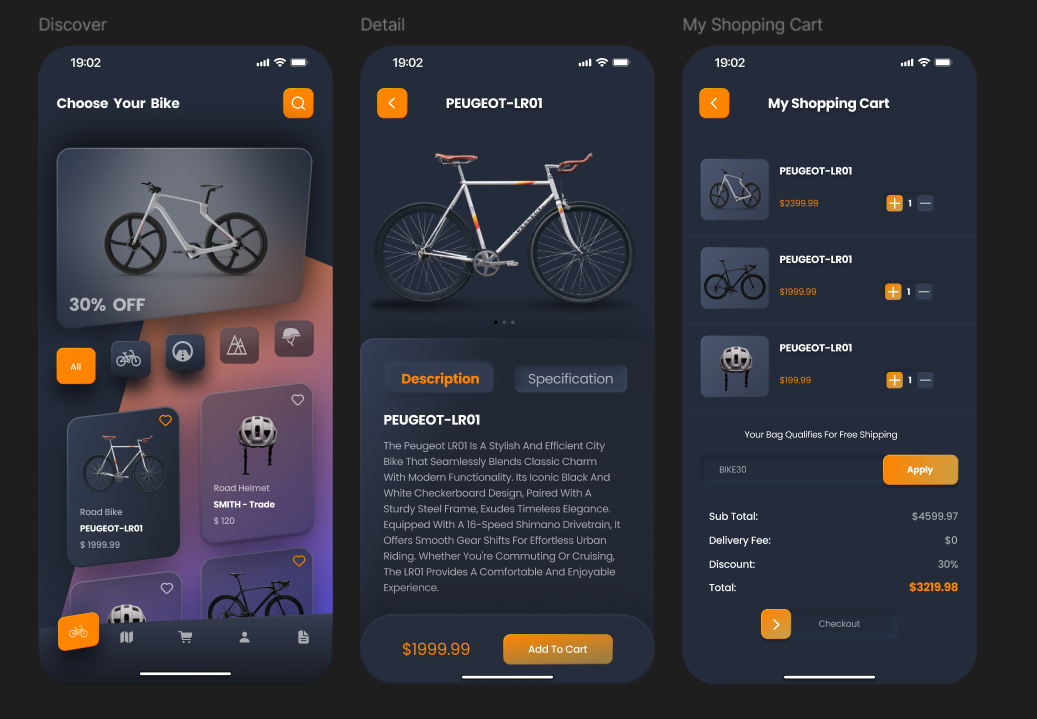 Discover
19:02
Choose Your Bike
30% OFF
All
Road Bike
PEUGEOT-LR01
$ 1999.99
Road Helmet
SMITH - Trade
$ 120
Detail
19:02
PEUGEOT-LR01
Description
Specification
PEUGEOT-LR01
The Peugeot LR01 Is A Stylish And Efficient City
Bike That Seamlessly Blends Classic Charm
With Modern Functionality. Its Iconic Black And
White Checkerboard Design, Paired With A
Sturdy Steel Frame, Exudes Timeless Elegance.
Equipped With A 16-Speed Shimano Drivetrain, It
Offers Smooth Gear Shifts For Effortless Urban
Riding. Whether You're Commuting Or Cruising,
The LR01 Provides A Comfortable And Enjoyable
Experience.
$1999.99
Add To Cart
My Shopping Cart
19:02
My Shopping Cart
PEUGEOT-LR01
$2399.99
1
PEUGEOT-LR01
$1999.99
1
PEUGEOT-LR01
$199.99
1
Your Bag Qualifies For Free Shipping
BIKE30
Apply
Sub Total:
$4599.97
Delivery Fee:
$0
Discount:
30%
Total:
$3219.98
Checkout